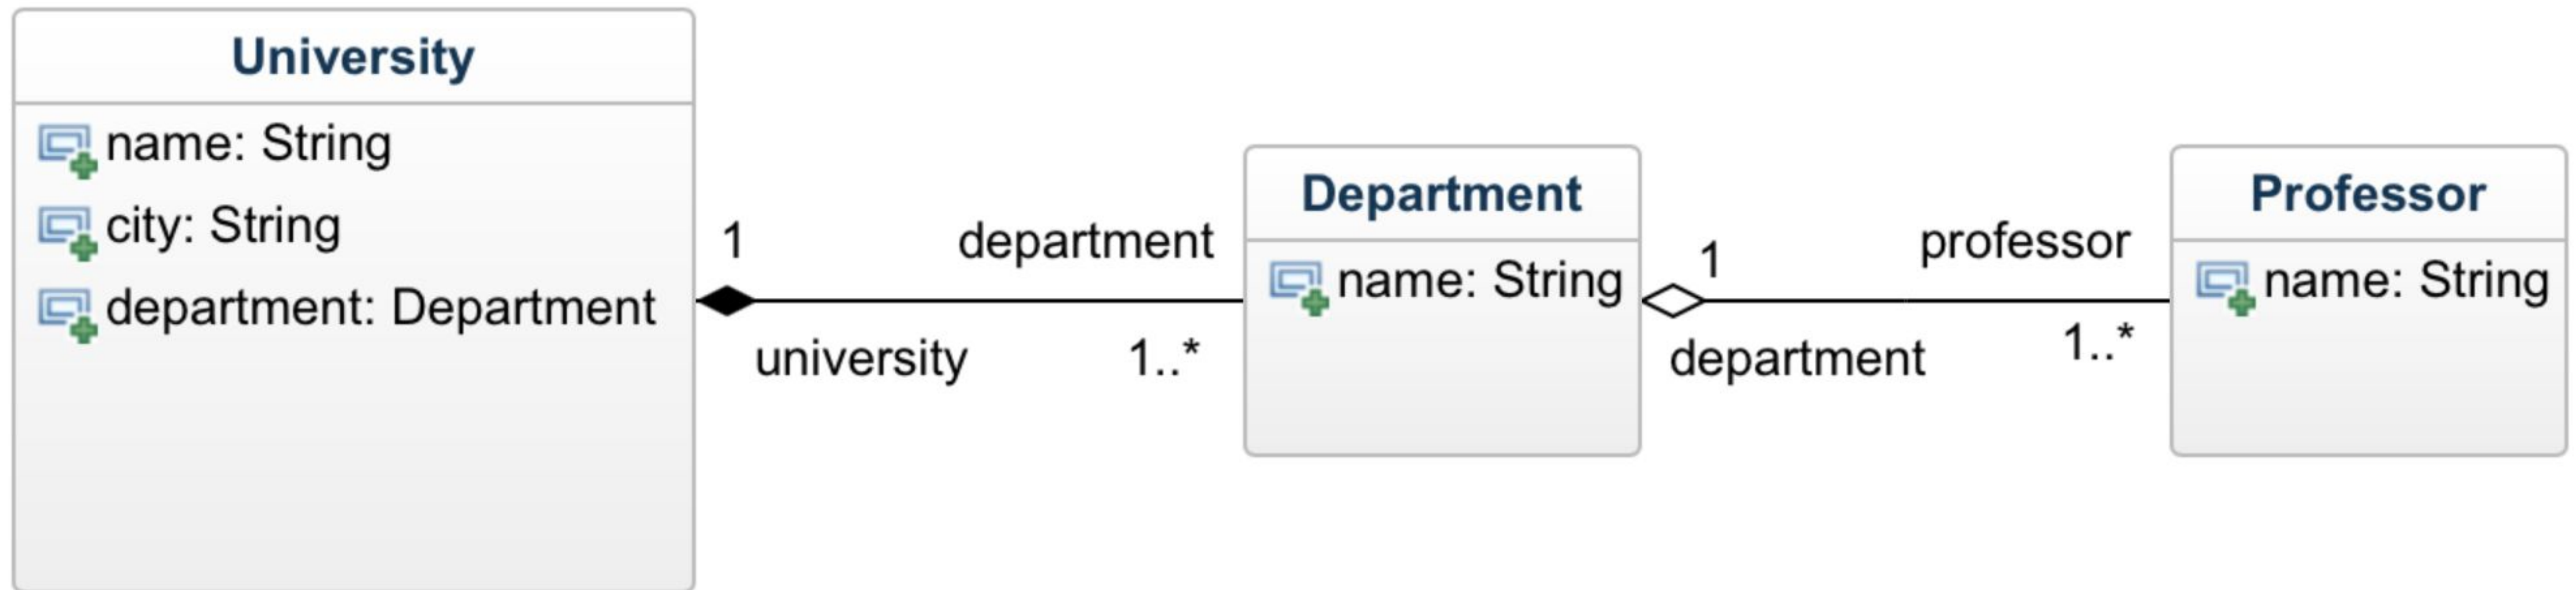 University
name: String
city: String
department: Department
1
department
university
1..*
Department
name: String
1
professor
department
1..*
Professor
name: String